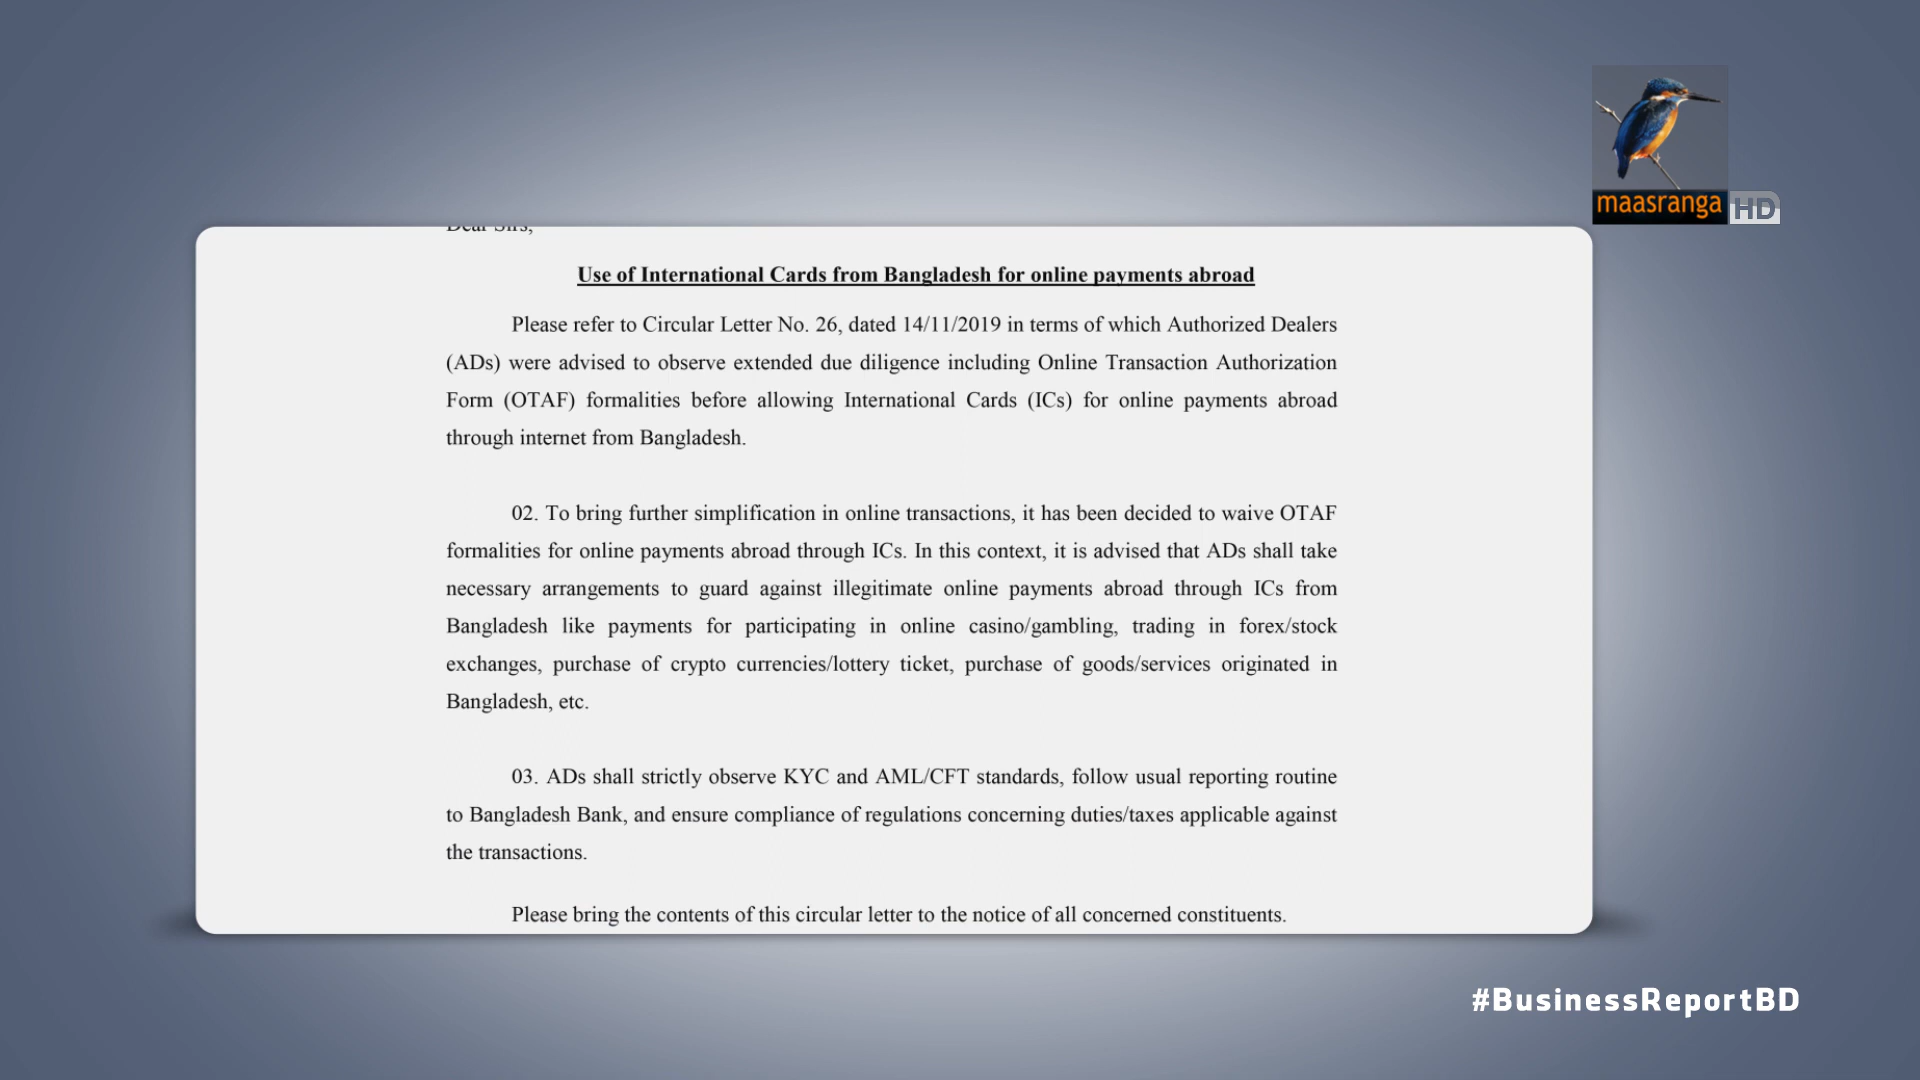 maasranga HD
Dear Sirs,
Use of International Cards from Bangladesh for online payments abroad
Please refer to Circular Letter No. 26, dated 14/11/2019 in terms of which Authorized Dealers
(ADs) were advised to observe extended due diligence including Online Transaction Authorization
Form (OTAF) formalities before allowing International Cards (ICs) for online payments abroad
through internet from Bangladesh.
02. To bring further simplification in online transactions, it has been decided to waive OTAF
formalities for online payments abroad through ICs. In this context, it is advised that ADs shall take
necessary arrangements to guard against illegitimate online payments abroad through ICs from
Bangladesh like payments for participating in online casino/gambling, trading in forex/stock
exchanges, purchase of crypto currencies/lottery ticket, purchase of goods/services originated in
Bangladesh, etc.
03. ADs shall strictly observe KYC and AML/CFT standards, follow usual reporting routine
to Bangladesh Bank, and ensure compliance of regulations concerning duties/taxes applicable against
the transactions.
Please bring the contents of this circular letter to the notice of all concerned constituents.
#BusinessReportBD